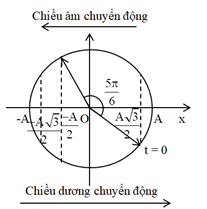 Chiều âm chuyển động
5π
6
-A
-A√3
2
-A
2
O
A√3
2
A
x
t = 0
Chiều dương chuyển động